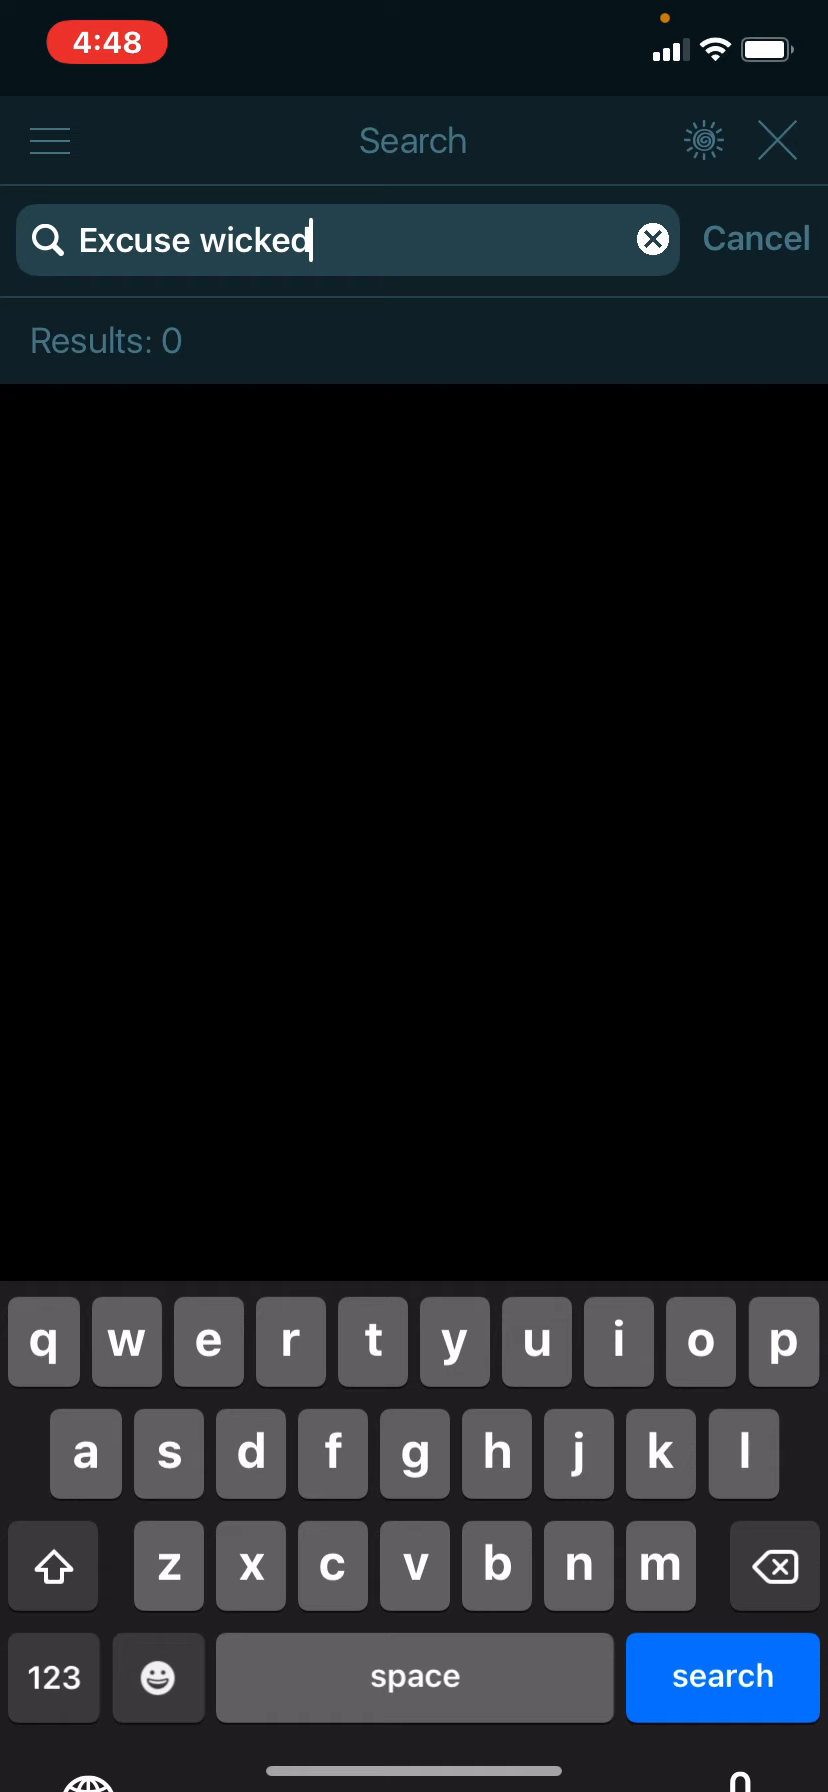 4:48
Search
Excuse wicked
Cancel
Results: 0
q w e r t y u i o p
a s d f g h j k l
z x c v b n m
123 space search